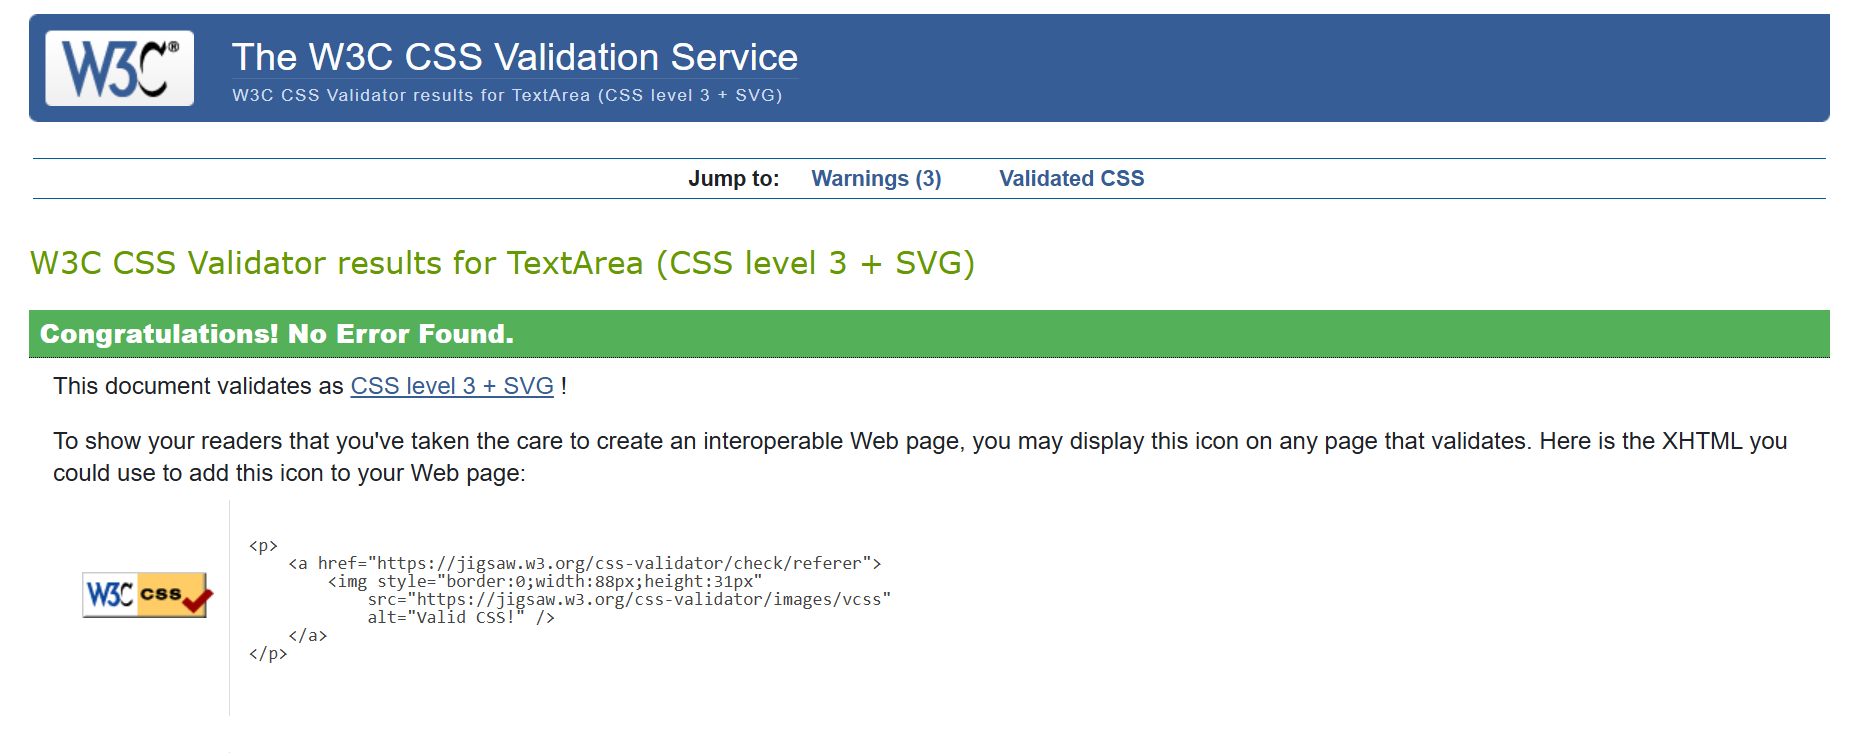 W3C®
The W3C CSS Validation Service
W3C CSS Validator results for TextArea (CSS level 3 + SVG)
Jump to: Warnings (3) Validated CSS
W3C CSS Validator results for TextArea (CSS level 3 + SVG)
Congratulations! No Error Found.
This document validates as CSS level 3 + SVG !
To show your readers that you've taken the care to create an interoperable Web page, you may display this icon on any page that validates. Here is the XHTML you
could use to add this icon to your Web page:
W3C css
<p>
    <a href="https://jigsaw.w3.org/css-validator/check/referer">
        <img style="border:0;width:88px;height:31px"
            src="https://jigsaw.w3.org/css-validator/images/vcss"
            alt="Valid CSS!" />
    </a>
</p>